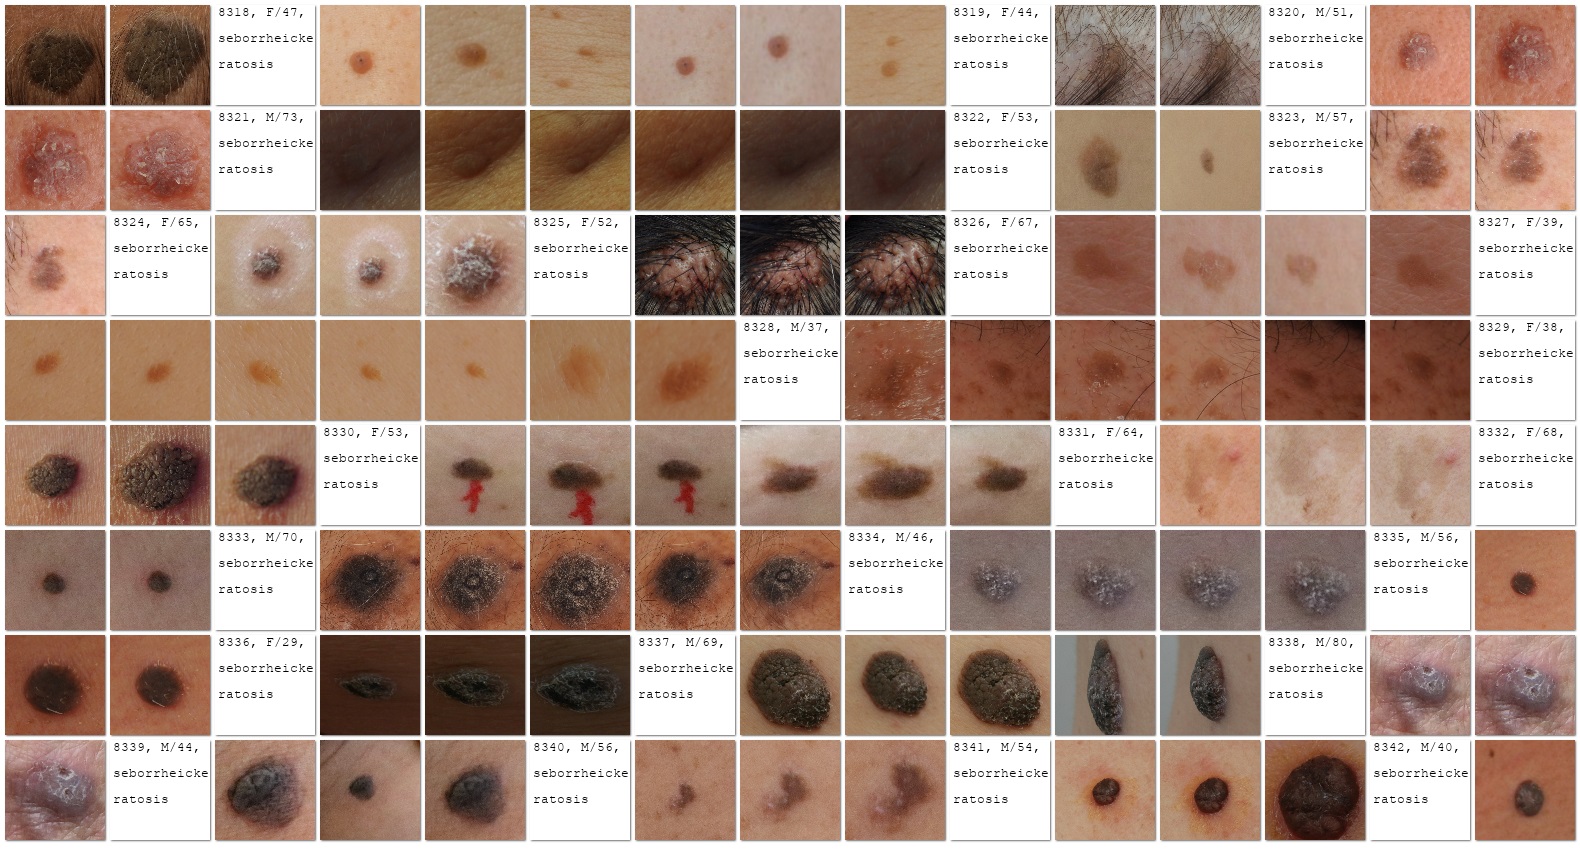 8318, F/47,
seborrheicke
ratosis
8319, F/44,
seborrheicke
ratosis
8320, M/51,
seborrheicke
ratosis
8321, M/73,
seborrheicke
ratosis
8322, F/53,
seborrheicke
ratosis
8323, M/57,
seborrheicke
ratosis
8324, F/65,
seborrheicke
ratosis
8325, F/52,
seborrheicke
ratosis
8326, F/67,
seborrheicke
ratosis
8327, F/39,
seborrheicke
ratosis
8328, M/37,
seborrheicke
ratosis
8329, F/38,
seborrheicke
ratosis
8330, F/53,
seborrheicke
ratosis
8331, F/64,
seborrheicke
ratosis
8332, F/68,
seborrheicke
ratosis
8333, M/70,
seborrheicke
ratosis
8334, M/46,
seborrheicke
ratosis
8335, M/56,
seborrheicke
ratosis
8336, F/29,
seborrheicke
ratosis
8337, M/69,
seborrheicke
ratosis
8338, M/80,
seborrheicke
ratosis
8339, M/44,
seborrheicke
ratosis
8340, M/56,
seborrheicke
ratosis
8341, M/54,
seborrheicke
ratosis
8342, M/40,
seborrheicke
ratosis